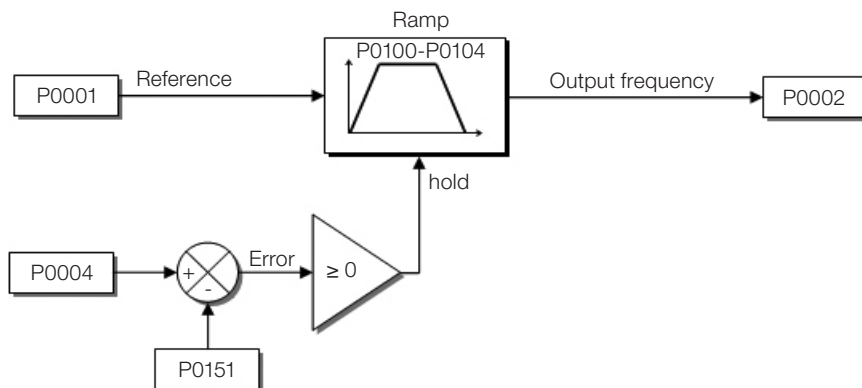 Ramp
P0100-P0104
P0001
Reference
Output frequency
P0002
hold
P0004
+
-
Error
≥ 0
P0151